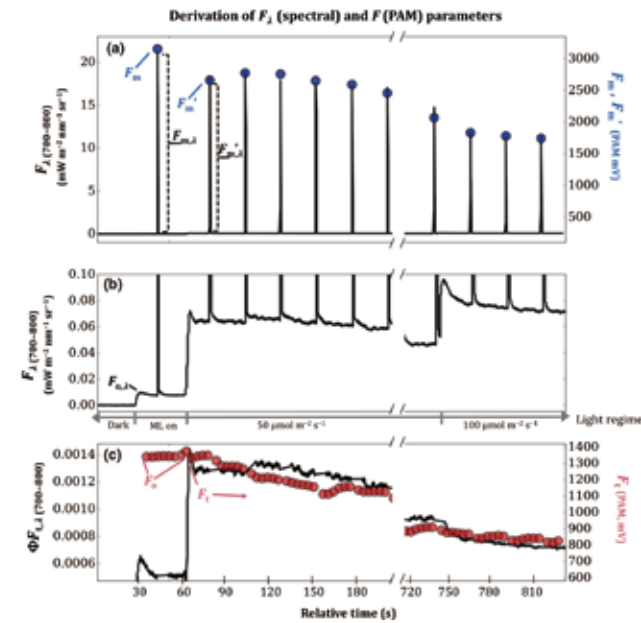 Derivation of Fλ (spectral) and F (PAM) parameters
(a)
Fλ (700–800)
(mW m⁻² nm⁻¹ sr⁻¹)
20
15
10
5
0
Fm
Fm,λ
Fm'
Fm,λ'
3000
2500
2000
1500
1000
500
Fm, Fm' (PAM mV)
(b)
Fλ (700–800)
(mW m⁻² nm⁻¹ sr⁻¹)
0.10
0.08
0.06
0.04
0.02
0.00
Fo,λ
Dark
ML on
50 μmol m⁻² s⁻¹
100 μmol m⁻² s⁻¹
Light regime
(c)
ΦFt,λ (700–800)
0.0014
0.0012
0.0010
0.0008
0.0006
Fo
Ft
1400
1300
1200
1100
1000
900
800
700
600
Ft (PAM, mV)
30 60 90 120 150 180 720 750 780 810
Relative time (s)